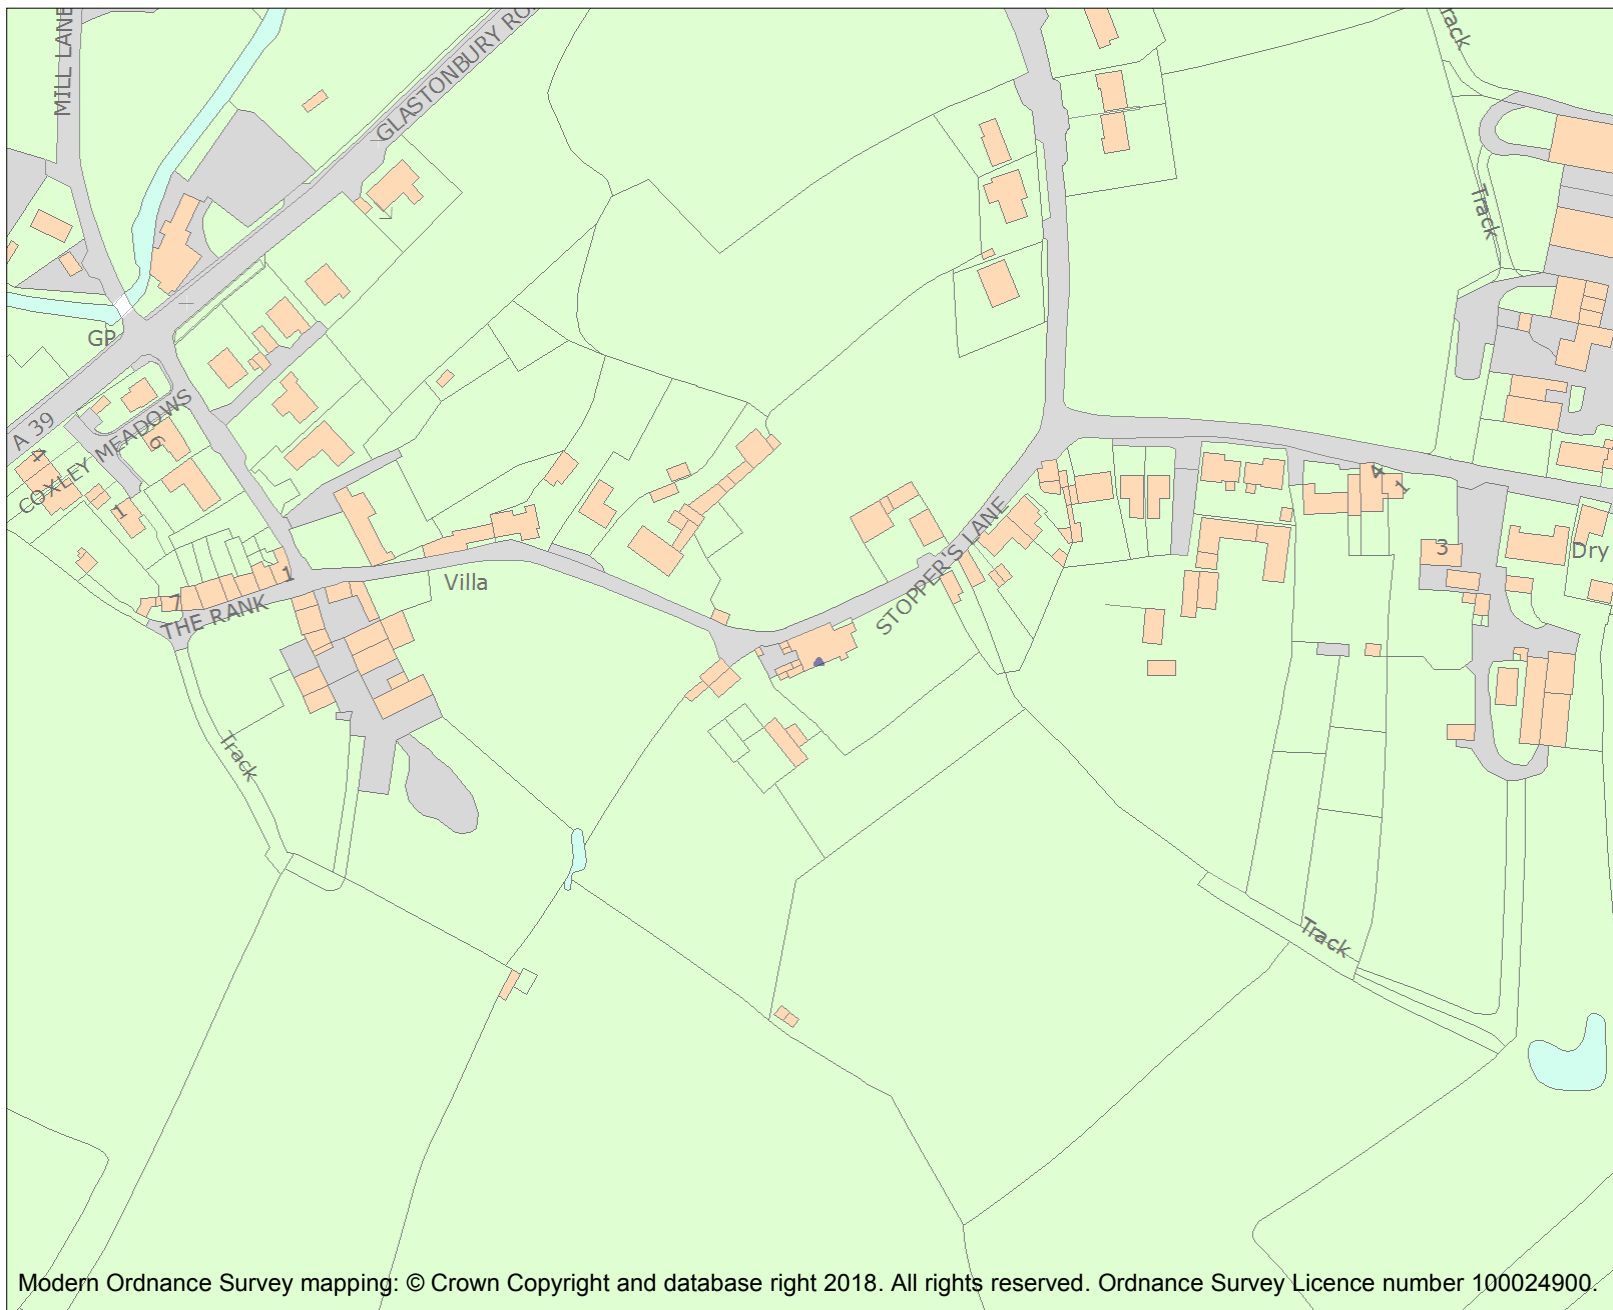 MILL LANE
GLASTONBURY RO
Track
Track
GP
A 39
COXLEY MEADOWS
4
6
1
STOPPER'S LANE
4
1
3
Dry
Villa
7
1
THE RANK
Track
Track
Modern Ordnance Survey mapping: © Crown Copyright and database right 2018. All rights reserved. Ordnance Survey Licence number 100024900.